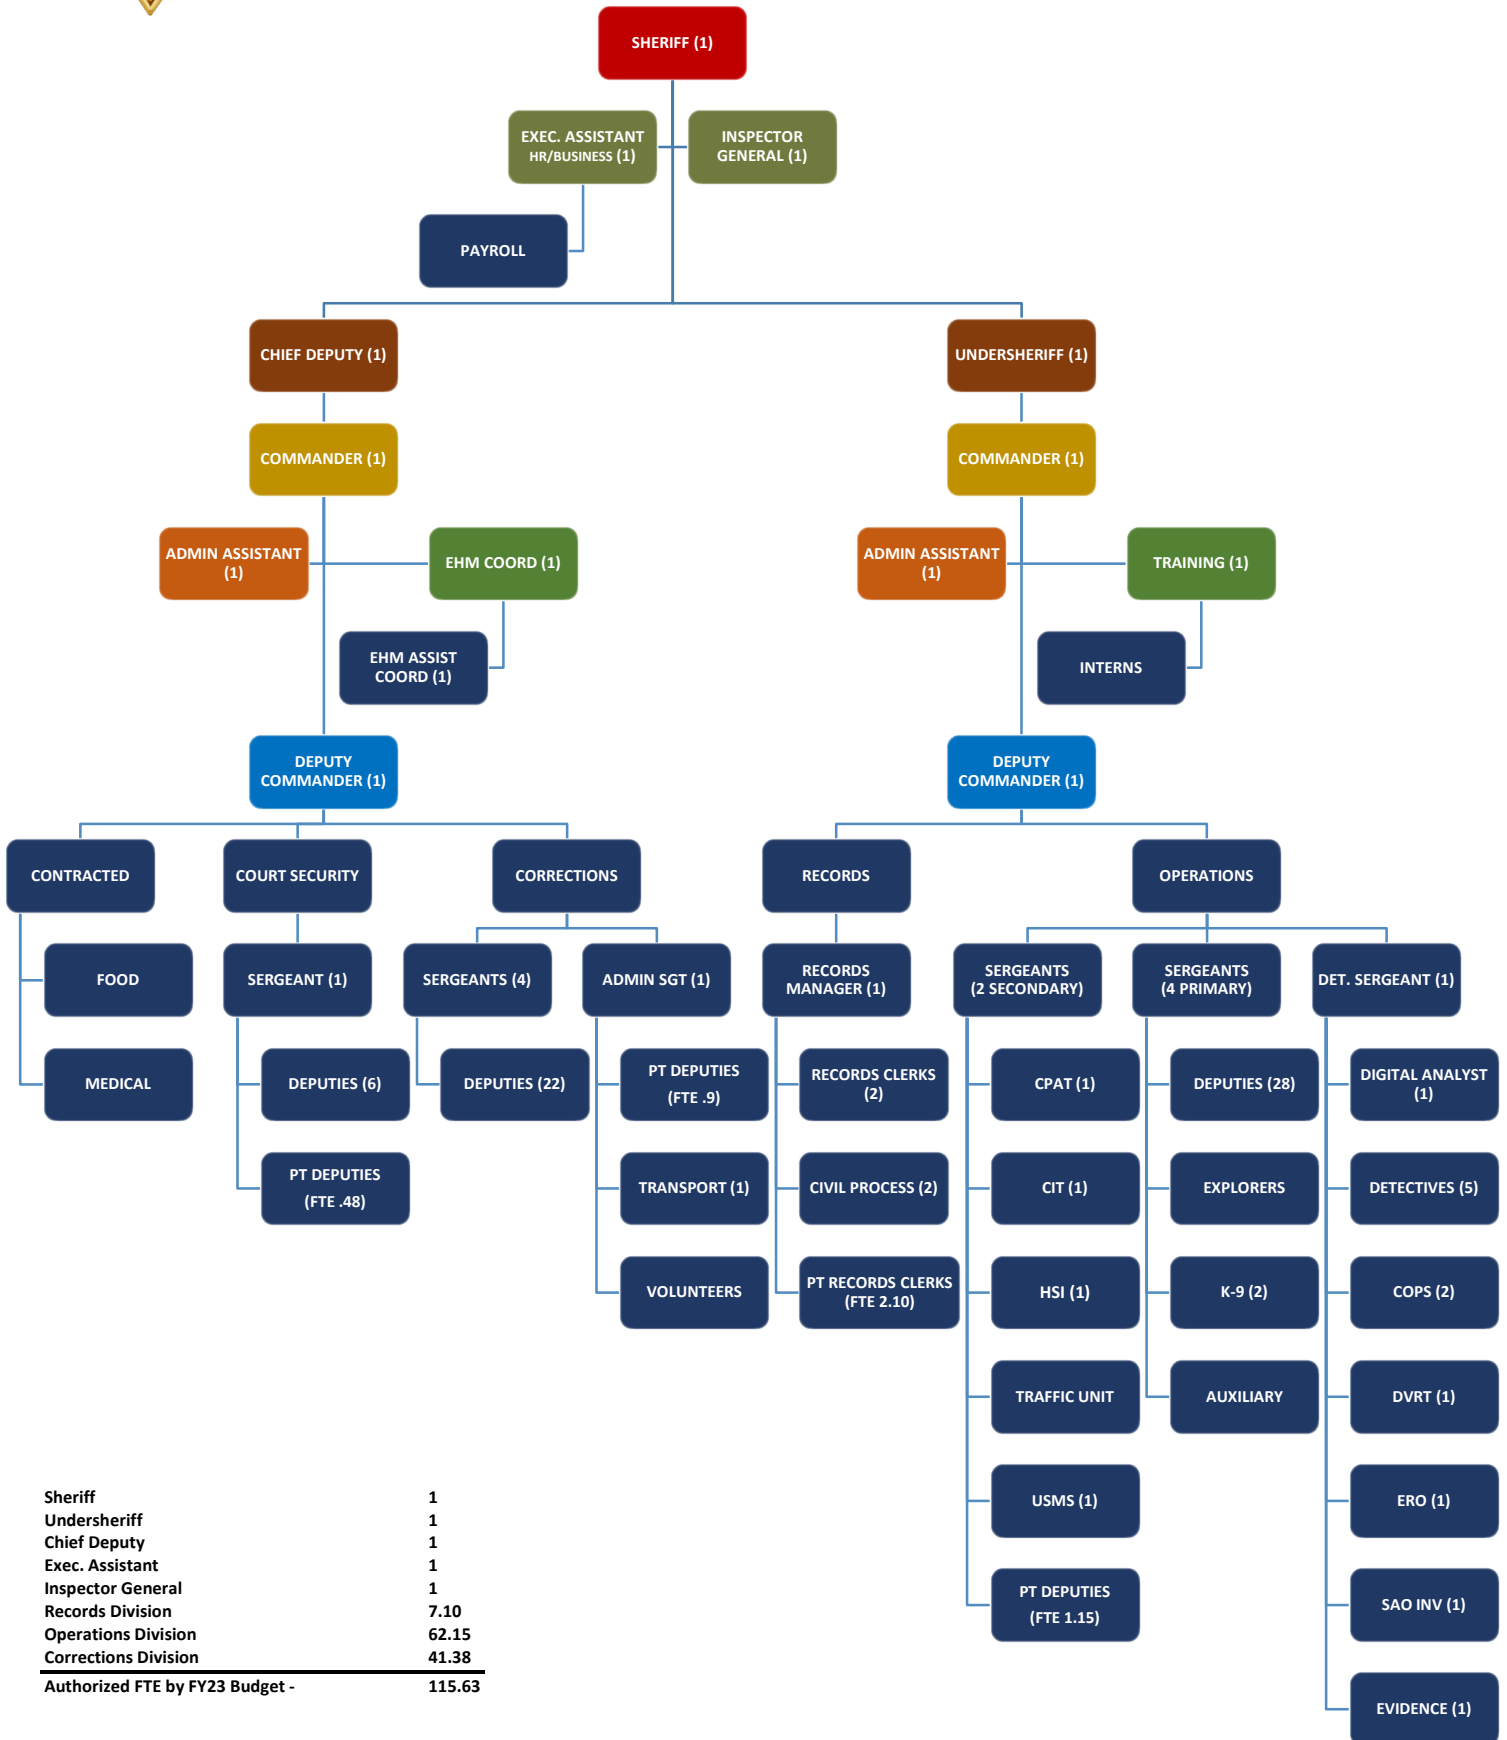 SHERIFF (1)
EXEC. ASSISTANT
HR/BUSINESS (1)
INSPECTOR
GENERAL (1)
PAYROLL
CHIEF DEPUTY (1)
UNDERSHERIFF (1)
COMMANDER (1)
COMMANDER (1)
ADMIN ASSISTANT
(1)
EHM COORD (1)
ADMIN ASSISTANT
(1)
TRAINING (1)
EHM ASSIST
COORD (1)
INTERNS
DEPUTY
COMMANDER (1)
DEPUTY
COMMANDER (1)
CONTRACTED
COURT SECURITY
CORRECTIONS
RECORDS
OPERATIONS
FOOD
SERGEANT (1)
SERGEANTS (4)
ADMIN SGT (1)
RECORDS
MANAGER (1)
SERGEANTS
(2 SECONDARY)
SERGEANTS
(4 PRIMARY)
DET. SERGEANT (1)
MEDICAL
DEPUTIES (6)
DEPUTIES (22)
PT DEPUTIES
(FTE .9)
RECORDS CLERKS
(2)
CPAT (1)
DEPUTIES (28)
DIGITAL ANALYST
(1)
PT DEPUTIES
(FTE .48)
TRANSPORT (1)
CIVIL PROCESS (2)
CIT (1)
EXPLORERS
DETECTIVES (5)
VOLUNTEERS
PT RECORDS CLERKS
(FTE 2.10)
HSI (1)
K-9 (2)
COPS (2)
TRAFFIC UNIT
AUXILIARY
DVRT (1)
USMS (1)
ERO (1)
PT DEPUTIES
(FTE 1.15)
SAO INV (1)
EVIDENCE (1)
Sheriff 1
Undersheriff 1
Chief Deputy 1
Exec. Assistant 1
Inspector General 1
Records Division 7.10
Operations Division 62.15
Corrections Division 41.38
Authorized FTE by FY23 Budget - 115.63